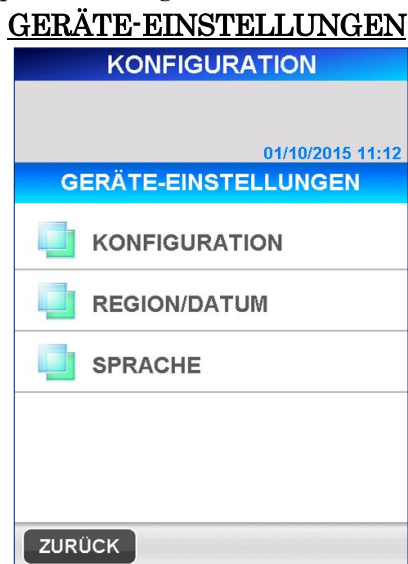 GERÄTE-EINSTELLUNGEN
KONFIGURATION
01/10/2015 11:12
GERÄTE-EINSTELLUNGEN
KONFIGURATION
REGION/DATUM
SPRACHE
ZURÜCK